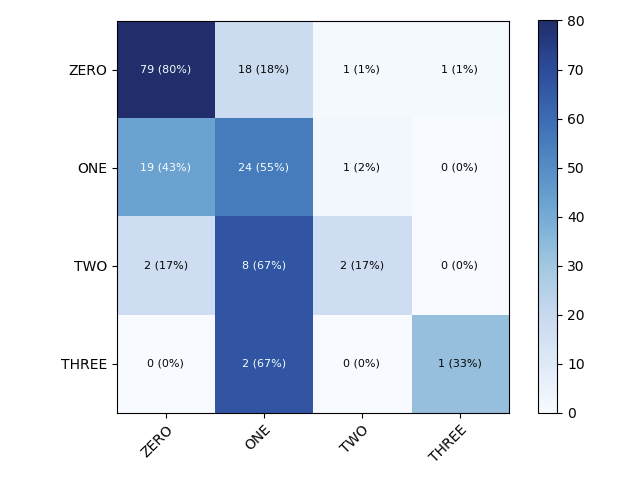 80
ZERO 79 (80%) 18 (18%) 1 (1%) 1 (1%)
70
60
ONE 19 (43%) 24 (55%) 1 (2%) 0 (0%)
50
40
TWO 2 (17%) 8 (67%) 2 (17%) 0 (0%)
30
20
THREE 0 (0%) 2 (67%) 0 (0%) 1 (33%)
10
0
ZERO ONE TWO THREE